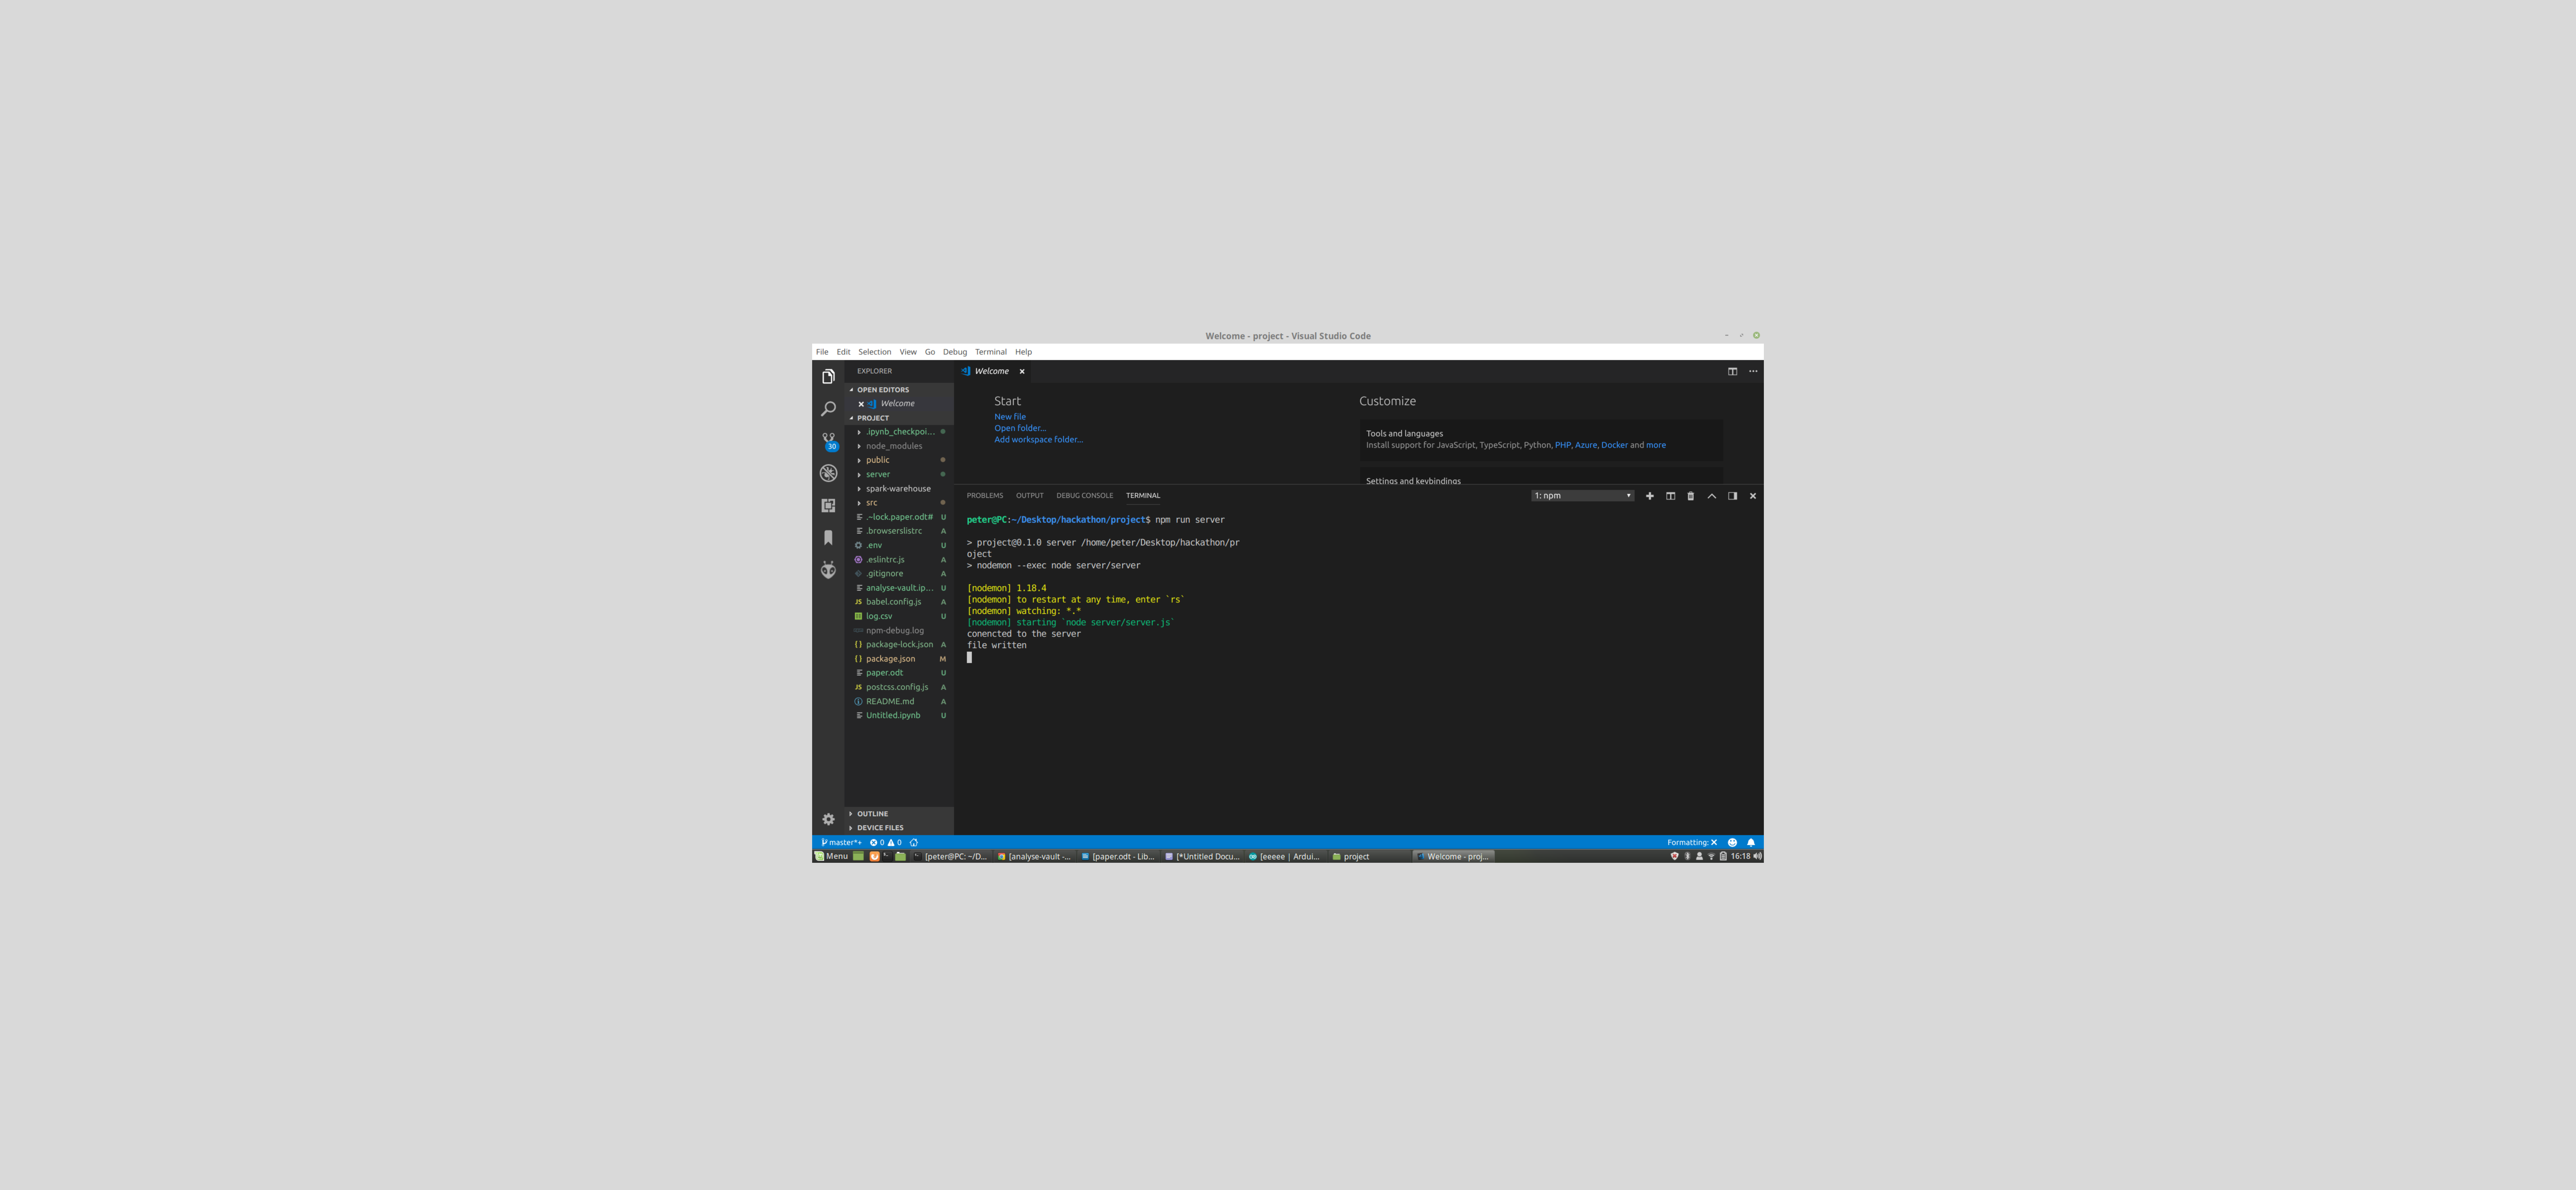 Welcome - project - Visual Studio Code
File Edit Selection View Go Debug Terminal Help
EXPLORER
OPEN EDITORS
Welcome
PROJECT
.ipynb_checkpoi...
node_modules
public
server
spark-warehouse
src
.~lock.paper.odt# U
.browserslistrc A
.env U
.eslintrc.js A
.gitignore A
analyse-vault.ip... U
JS babel.config.js A
log.csv U
npm-debug.log
{} package-lock.json A
{} package.json M
paper.odt U
JS postcss.config.js A
README.md A
Untitled.ipynb U
OUTLINE
DEVICE FILES
30
Welcome
Start
New file
Open folder...
Add workspace folder...
Customize
Tools and languages
Install support for JavaScript, TypeScript, Python, PHP, Azure, Docker and more
Settings and keybindings
PROBLEMS OUTPUT DEBUG CONSOLE TERMINAL
1: npm
peter@PC:~/Desktop/hackathon/project$ npm run server
> project@0.1.0 server /home/peter/Desktop/hackathon/pr
oject
> nodemon --exec node server/server
[nodemon] 1.18.4
[nodemon] to restart at any time, enter `rs`
[nodemon] watching: *.*
[nodemon] starting `node server/server.js`
conencted to the server
file written
master*+ 0 0
Formatting: ✕
Menu
[peter@PC: ~/D...
[analyse-vault -...
[paper.odt - Lib...
[*Untitled Docu...
[eeeee | Ardui...
project
Welcome - proj...
16:18